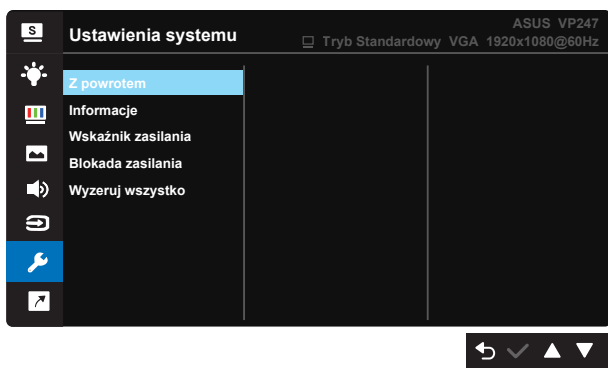 S
Ustawienia systemu
ASUS VP247
Tryb Standardowy VGA 1920x1080@60Hz
Z powrotem
Informacje
Wskaźnik zasilania
Blokada zasilania
Wyzeruj wszystko